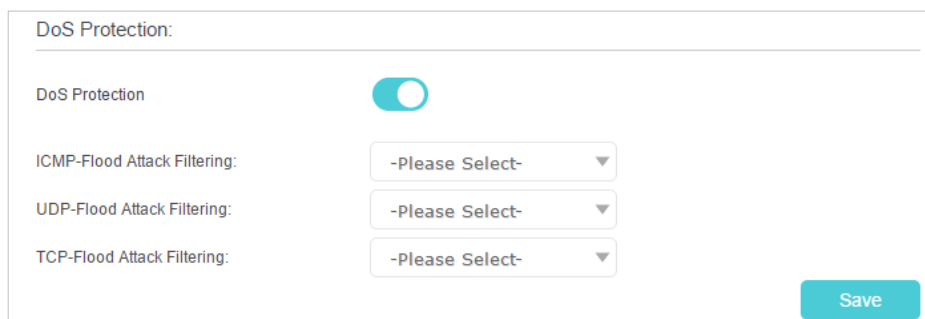 DoS Protection:
DoS Protection
ICMP-Flood Attack Filtering: -Please Select-
UDP-Flood Attack Filtering: -Please Select-
TCP-Flood Attack Filtering: -Please Select-
Save